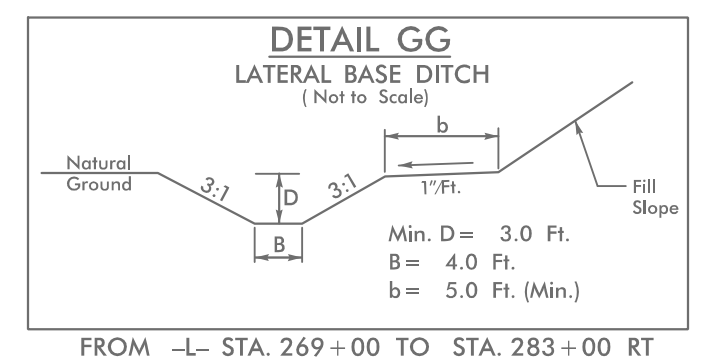 DETAIL GG
LATERAL BASE DITCH
( Not to Scale)
b
Natural
Ground
3:1
D
3:1
1"/Ft.
Fill
Slope
B
Min. D = 3.0 Ft.
B = 4.0 Ft.
b = 5.0 Ft. (Min.)
FROM -L- STA. 269+00 TO STA. 283+00 RT